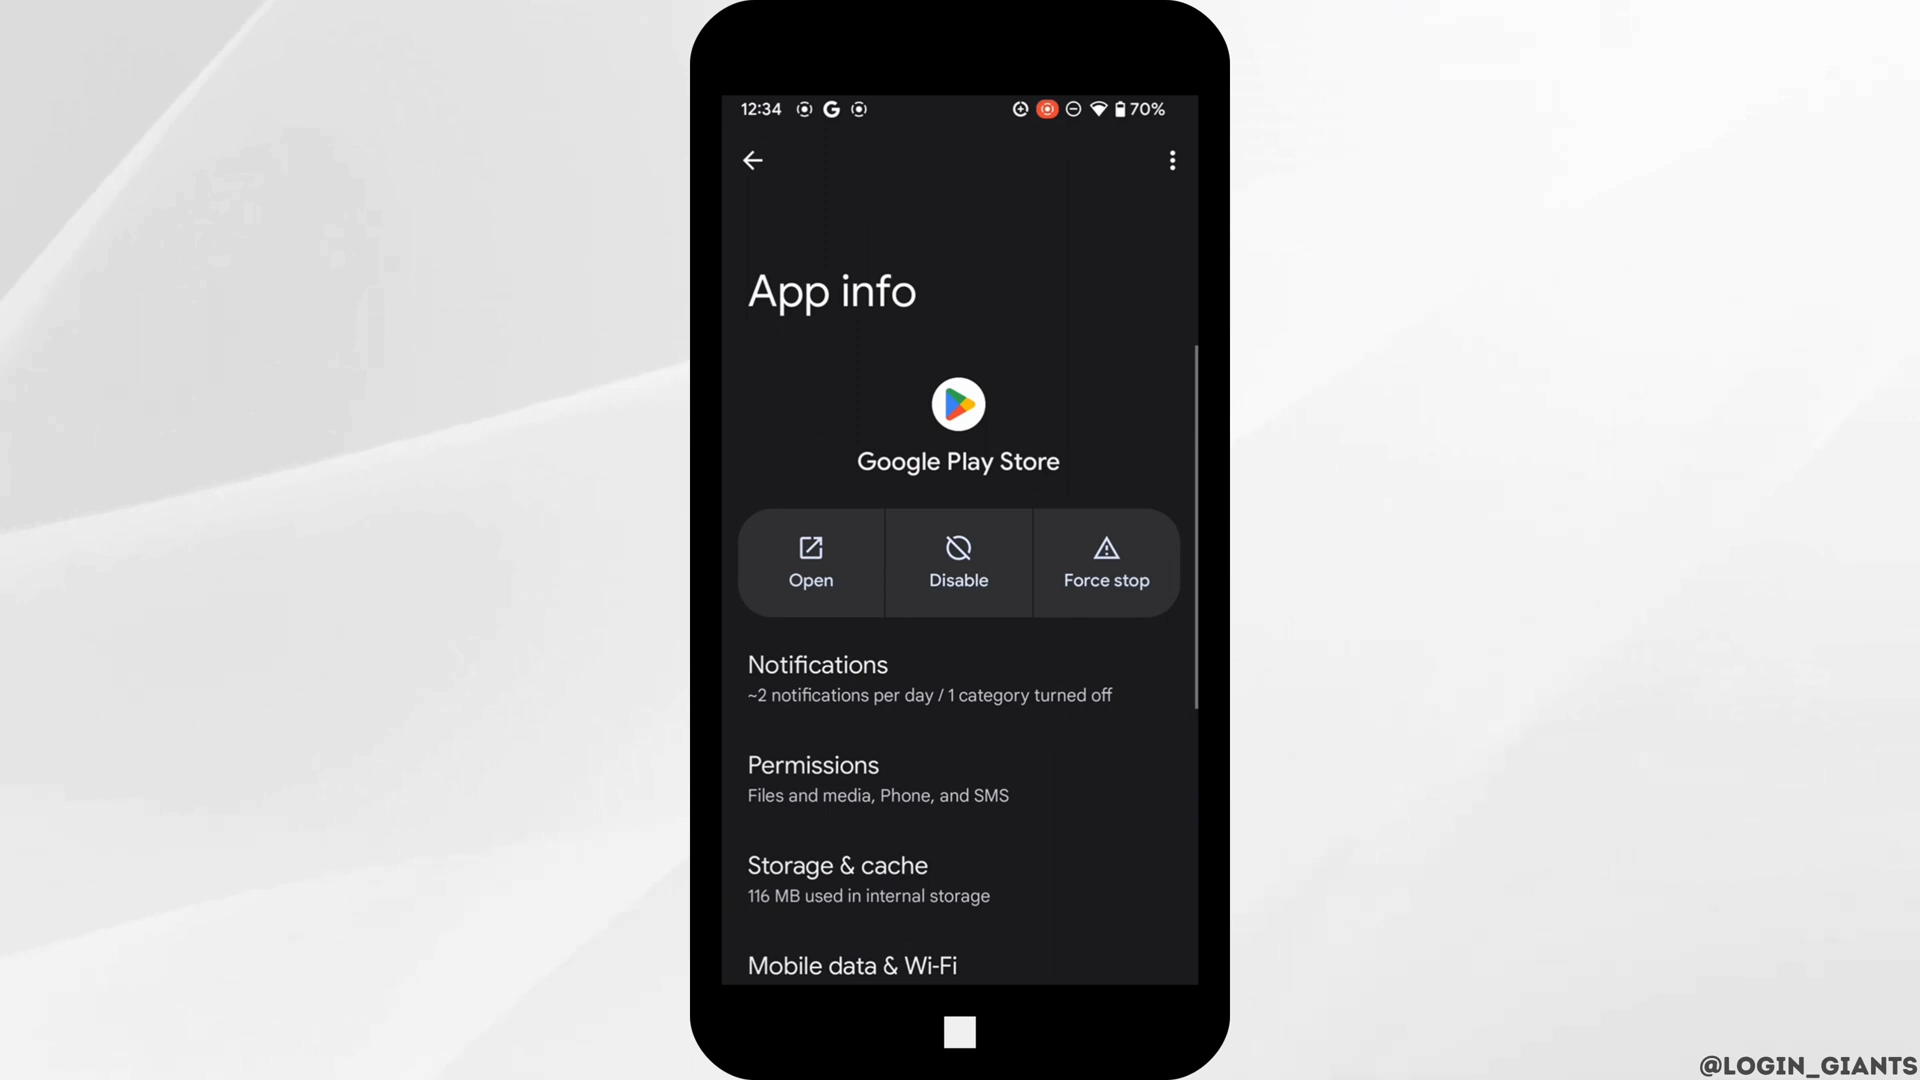 12:34 G 70%
App info
Google Play Store
Open Disable Force stop
Notifications
~2 notifications per day / 1 category turned off
Permissions
Files and media, Phone, and SMS
Storage & cache
116 MB used in internal storage
Mobile data & Wi-Fi
@LOGIN_GIANTS